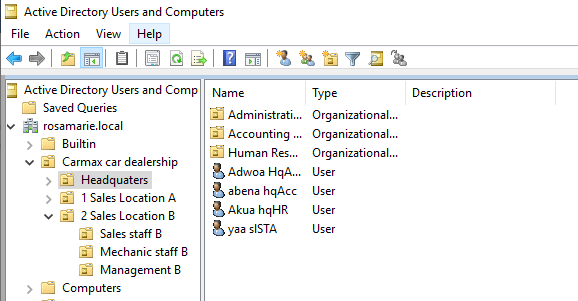 Active Directory Users and Computers
File Action View Help
Active Directory Users and Comp
Saved Queries
rosamarie.local
Builtin
Carmax car dealership
Headquaters
1 Sales Location A
2 Sales Location B
Sales staff B
Mechanic staff B
Management B
Computers
Name Type Description
Administrati... Organizational...
Accounting ... Organizational...
Human Res... Organizational...
Adwoa HqA... User
abena hqAcc User
Akua hqHR User
yaa slSTA User